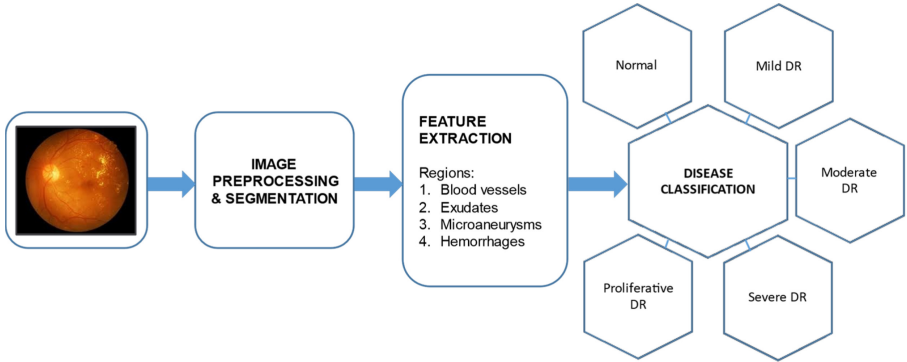 IMAGE
PREPROCESSING
& SEGMENTATION
FEATURE
EXTRACTION
Regions:
1. Blood vessels
2. Exudates
3. Microaneurysms
4. Hemorrhages
DISEASE
CLASSIFICATION
Normal
Mild DR
Moderate
DR
Severe DR
Proliferative
DR